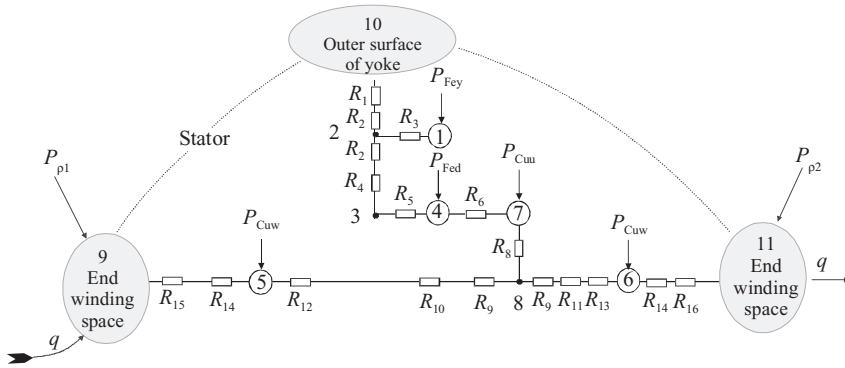 10
Outer surface
of yoke
P_Fey
R_1
R_2
R_3
2
1
Stator
R_2
P_ρ1
P_Fed
P_Cuu
P_ρ2
R_4
R_5
4
R_6
7
3
P_Cuw
R_8
P_Cuw
9
End
winding
space
5
6
11
End
winding
space
q
R_15
R_14
R_12
R_10
R_9
8
R_9
R_11
R_13
R_14
R_16
q